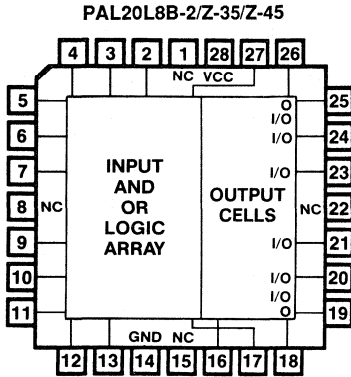 PAL20L8B-2/Z-35/Z-45
4 3 2 1 28 27 26
NC VCC
5 O 25
I/O
6 I/O 24
7 INPUT I/O 23
AND
OR
LOGIC
ARRAY
OUTPUT
CELLS
8 NC NC 22
9 I/O 21
10 I/O 20
I/O
11 O 19
GND NC
12 13 14 15 16 17 18